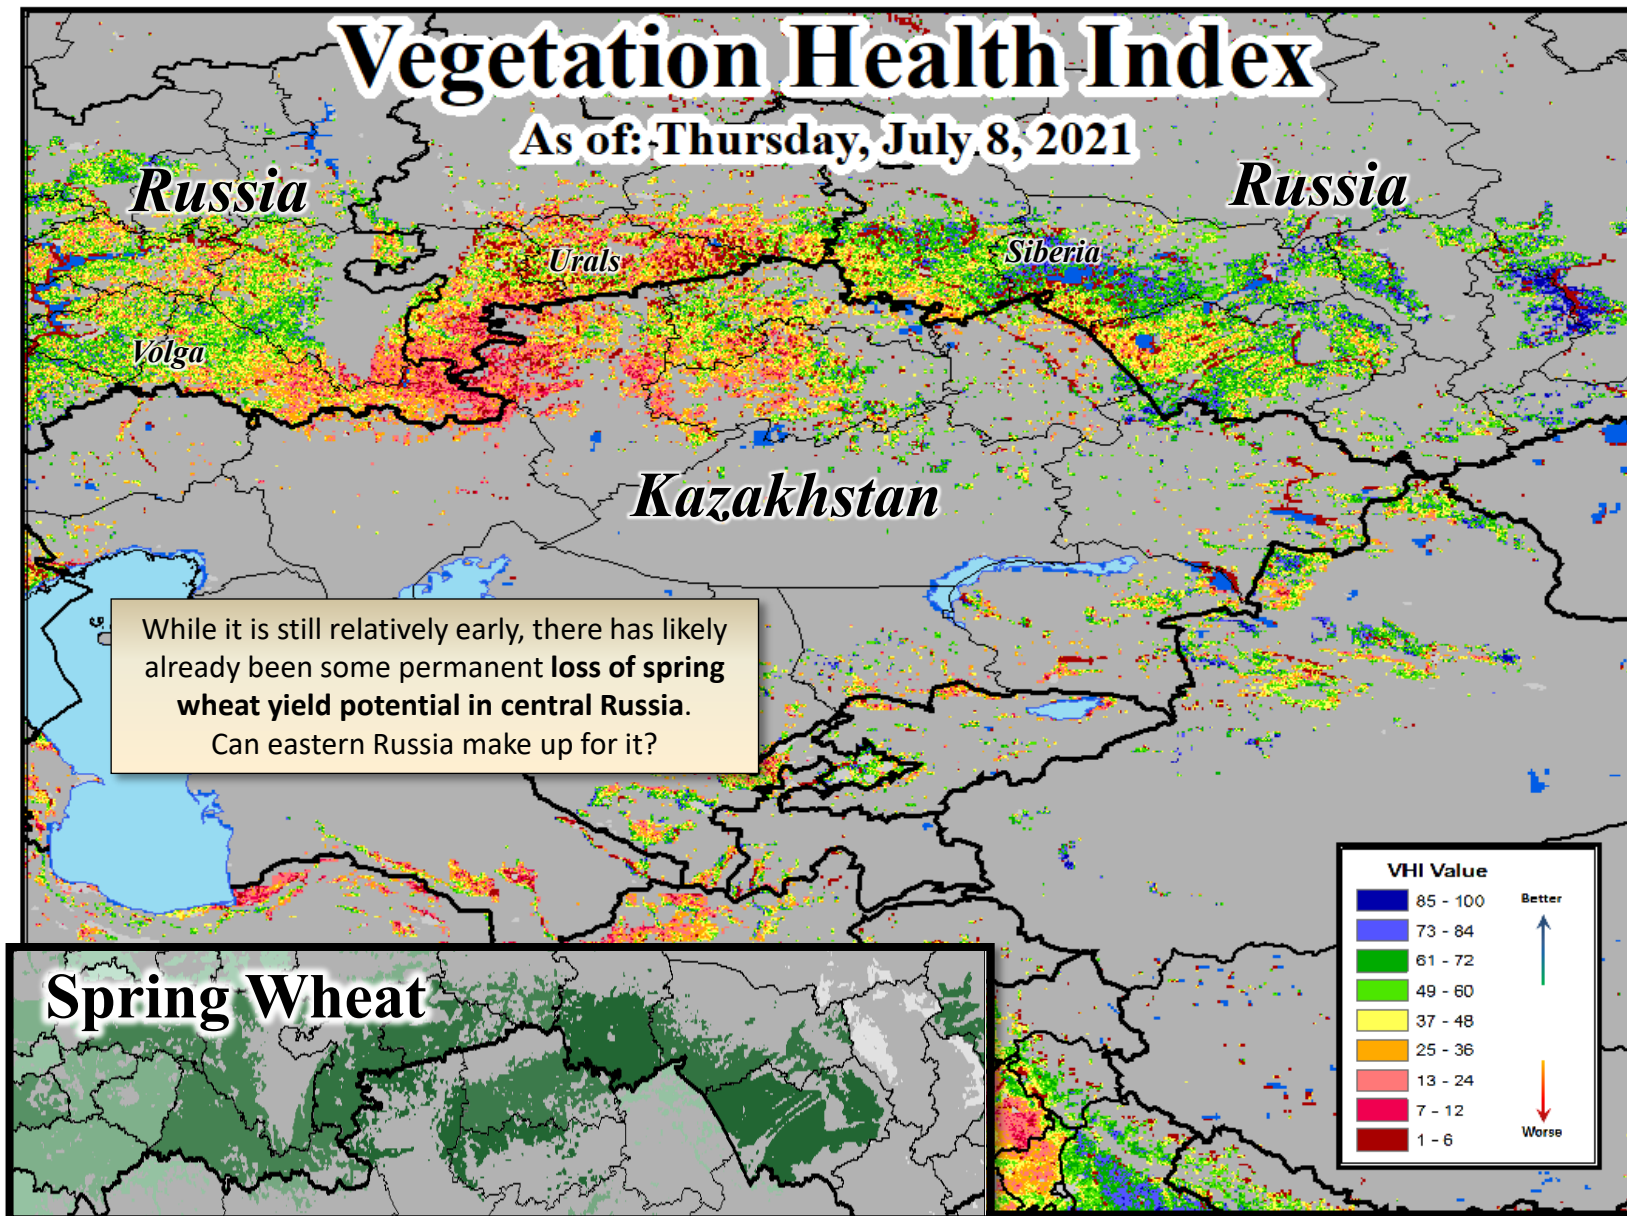 Vegetation Health Index
As of: Thursday, July 8, 2021
Russia
Russia
Urals
Siberia
Volga
Kazakhstan
While it is still relatively early, there has likely
already been some permanent loss of spring
wheat yield potential in central Russia.
Can eastern Russia make up for it?
VHI Value
85 - 100
Better
73 - 84
61 - 72
49 - 60
37 - 48
25 - 36
13 - 24
7 - 12
1 - 6
Worse
Spring Wheat